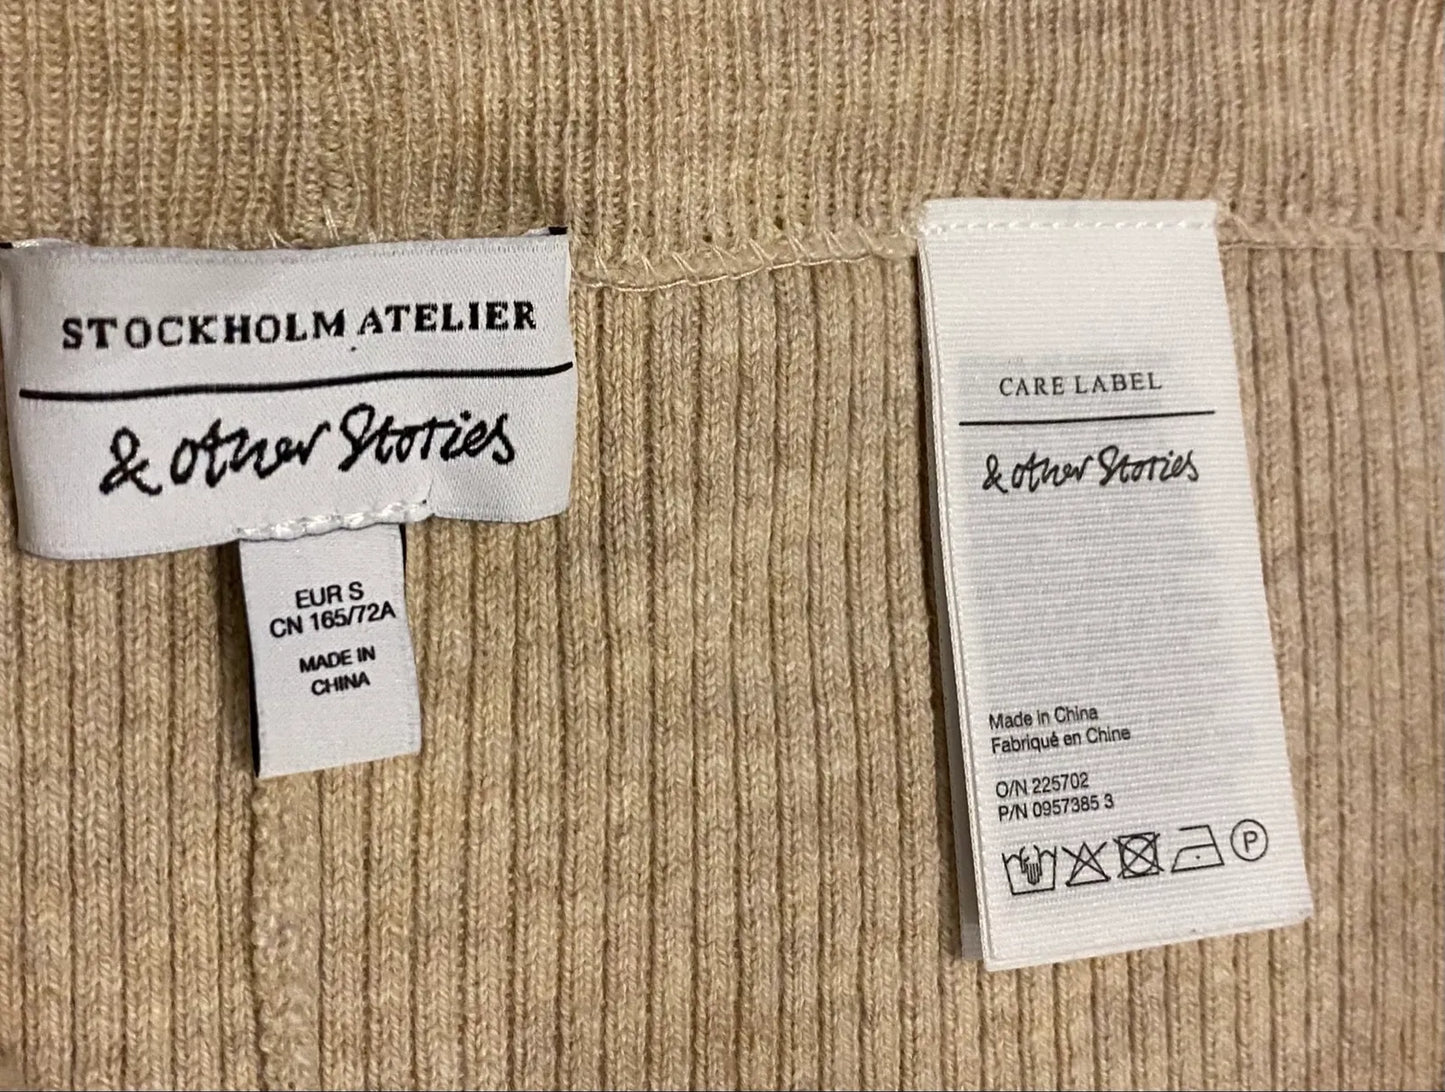 STOCKHOLM ATELIER
& other Stories
EUR S
CN 165/72A
MADE IN
CHINA
CARE LABEL
& other Stories
Made in China
Fabriqué en Chine
O/N 225702
P/N 0957385 3
P